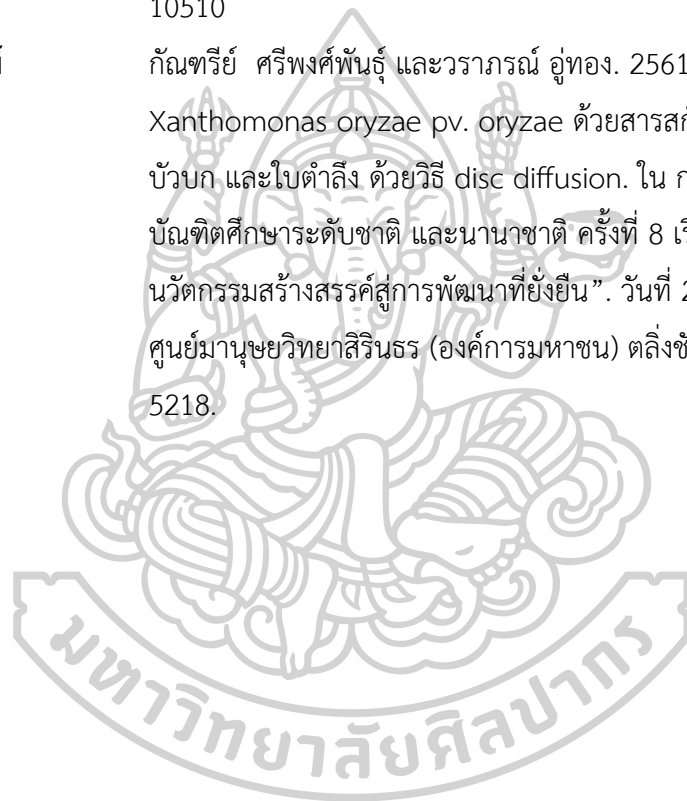 10510
กัณฑรีย์ ศรีพงศ์พันธุ์ และวราภรณ์ อู่ทอง. 2561
Xanthomonas oryzae pv. oryzae ด้วยสารสกั
บัวบก และใบตำลึง ด้วยวิธี disc diffusion. ใน ก
บัณฑิตศึกษาระดับชาติ และนานาชาติ ครั้งที่ 8 เรื
นวัตกรรมสร้างสรรค์สู่การพัฒนาที่ยั่งยืน”. วันที่ 2
ศูนย์มานุษยวิทยาสิรินธร (องค์การมหาชน) ตลิ่งชั
5218.
มหาวิทยาลัยศิลปากร